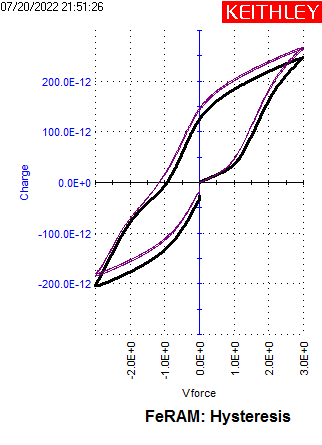 07/20/2022 21:51:26
KEITHLEY
200.0E-12
100.0E-12
0.0E+0
-100.0E-12
-200.0E-12
Charge
-2.0E+0
-1.0E+0
0.0E+0
1.0E+0
2.0E+0
3.0E+0
Vforce
FeRAM: Hysteresis